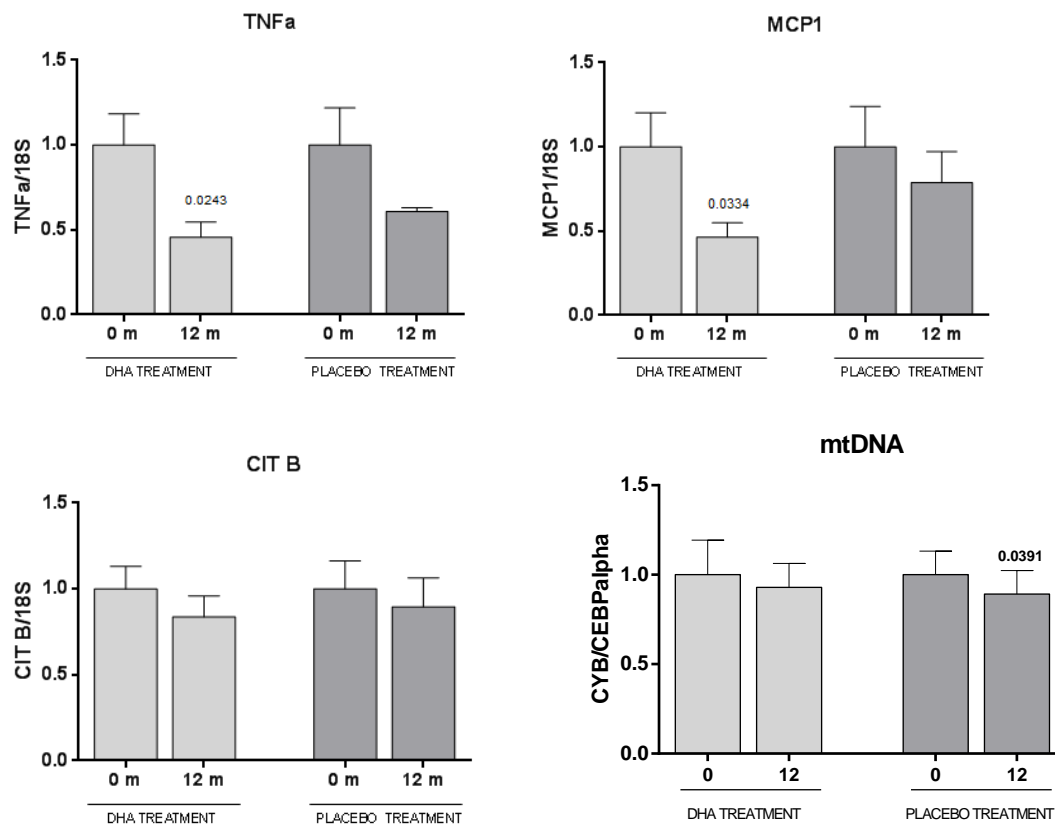 TNFa
TNFa/18S
1.5
1.0
0.5
0.0
0.0243
0 m 12 m 0 m 12 m
DHA TREATMENT PLACEBO TREATMENT
MCP1
MCP1/18S
1.5
1.0
0.5
0.0
0.0334
0 m 12 m 0 m 12 m
DHA TREATMENT PLACEBO TREATMENT
CIT B
CIT B/18S
1.5
1.0
0.5
0.0
0 m 12 m 0 m 12 m
DHA TREATMENT PLACEBO TREATMENT
mtDNA
CYB/CEBPalpha
1.5
1.0
0.5
0.0
0.0391
0 12 0 12
DHA TREATMENT PLACEBO TREATMENT